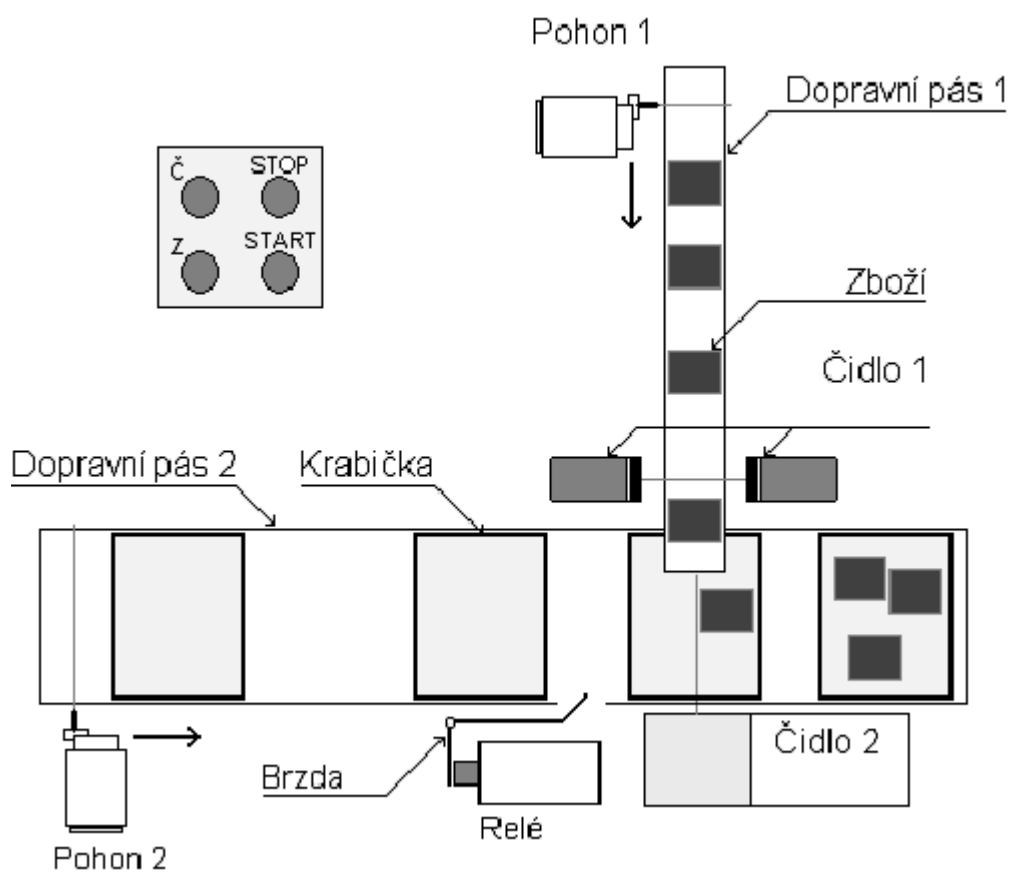 Pohon 1
Dopravní pás 1
Č
STOP
Z
START
Zboží
Čidlo 1
Dopravní pás 2
Krabička
Čidlo 2
Brzda
Relé
Pohon 2